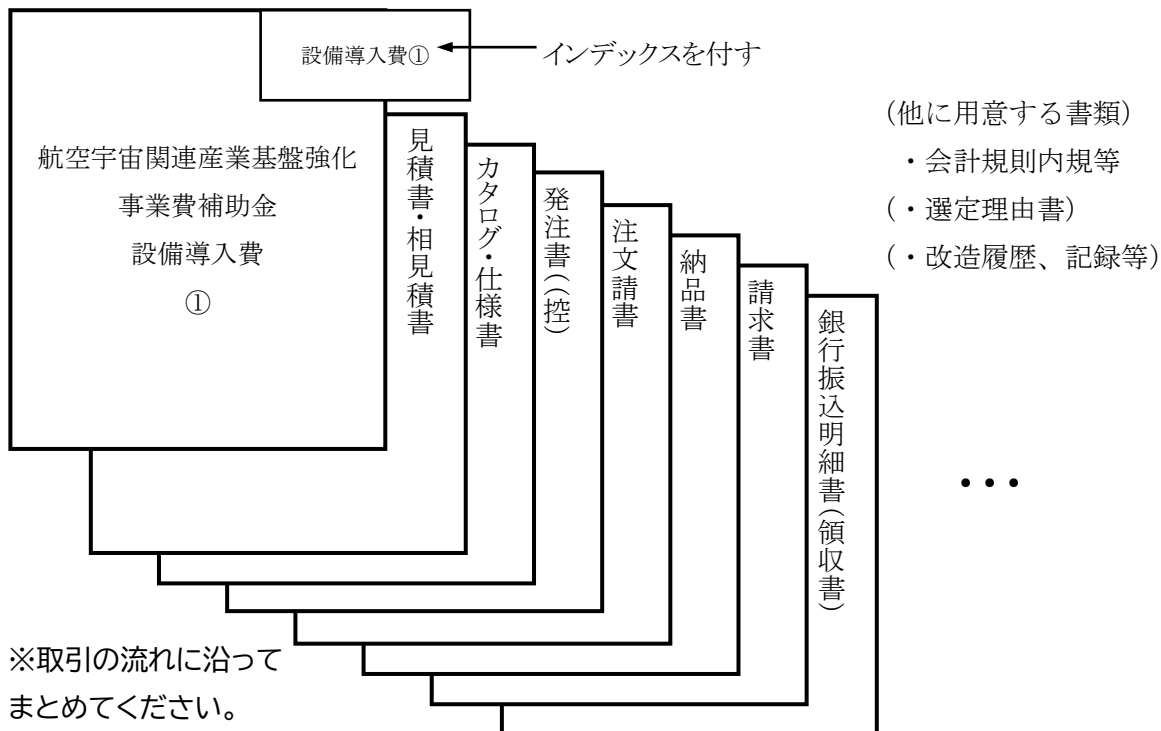 設備導入費①
インデックスを付す
航空宇宙関連産業基盤強化
事業費補助金
設備導入費
①
見積書・相見積書
カタログ・仕様書
発注書((控)
注文請書
納品書
請求書
銀行振込明細書(領収書)
(他に用意する書類)
・会計規則内規等
(・選定理由書)
(・改造履歴、記録等)
・・・
※取引の流れに沿って
まとめてください。